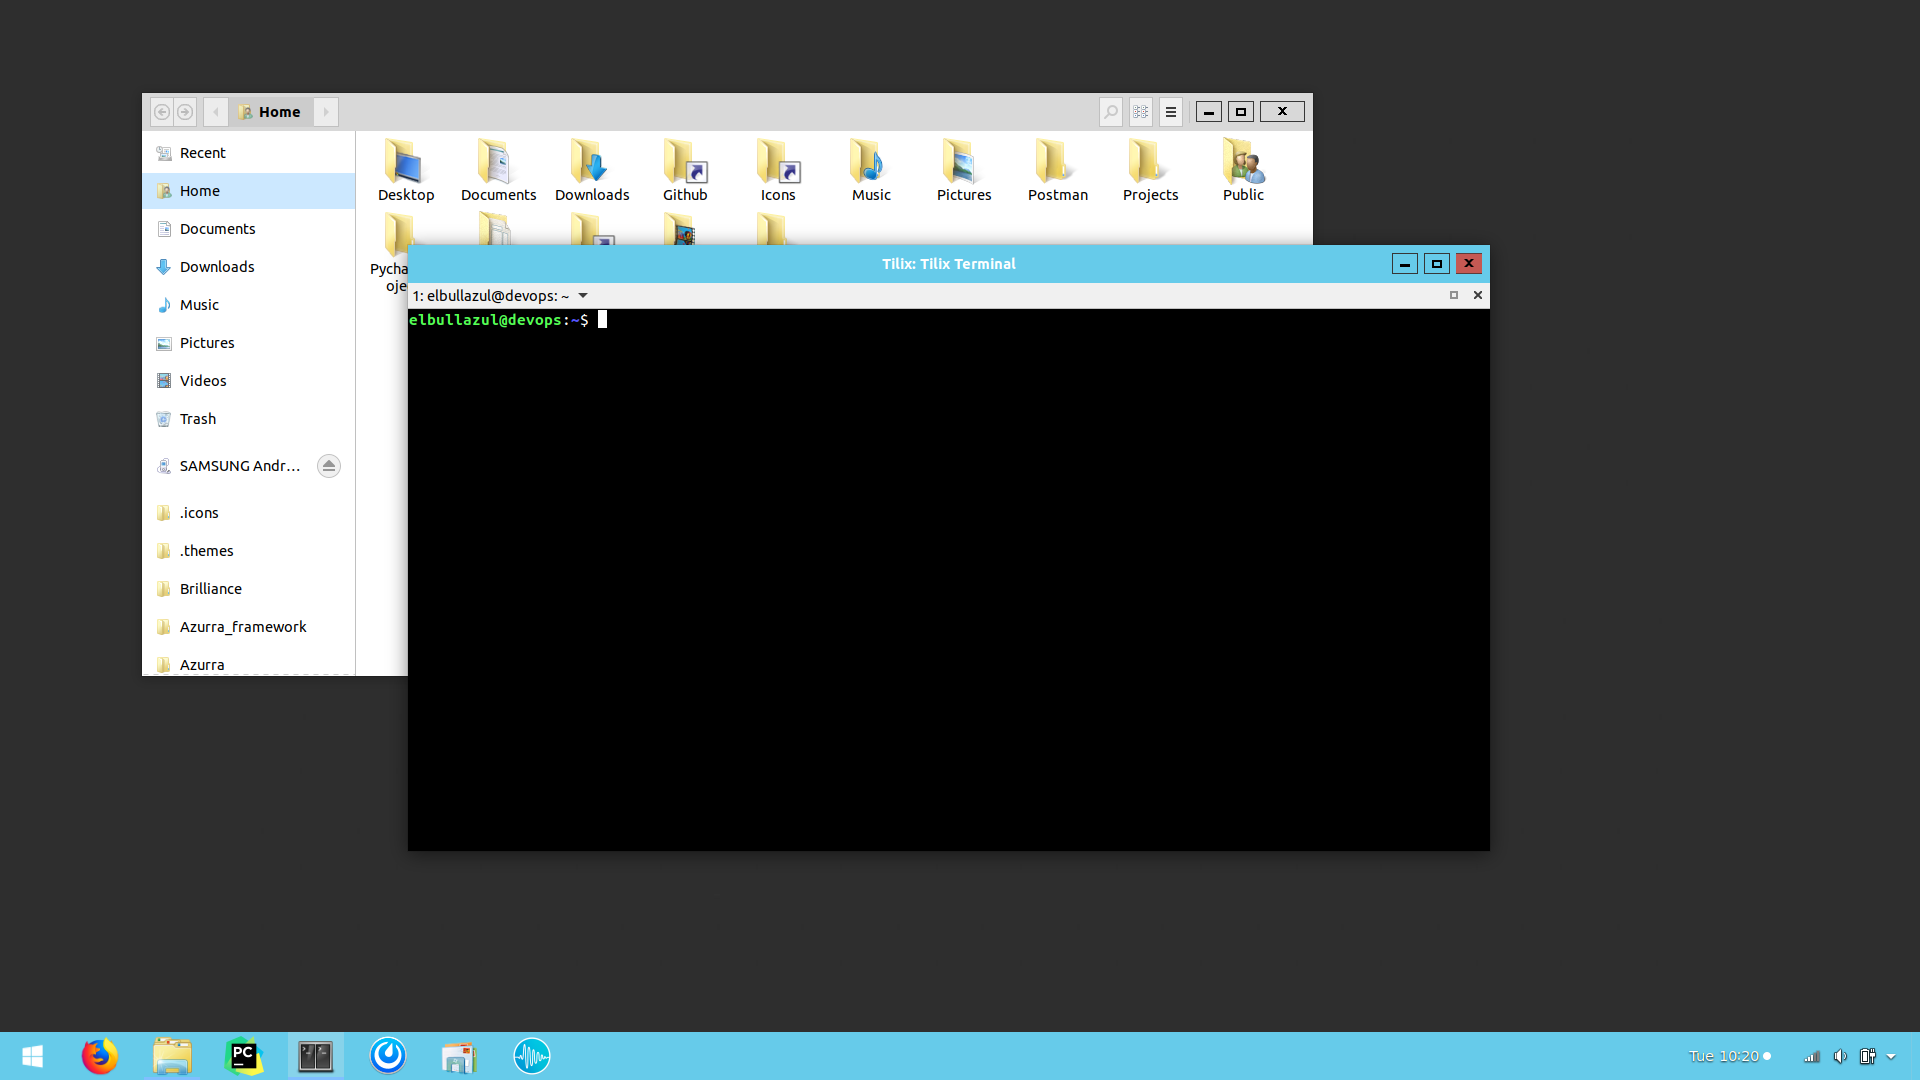 Home
Recent
Home
Documents
Downloads
Music
Pictures
Videos
Trash
SAMSUNG Andr...
.icons
.themes
Brilliance
Azurra_framework
Azurra
Desktop
Documents
Downloads
Github
Icons
Music
Pictures
Postman
Projects
Public
Pycha
oje
Tilix: Tilix Terminal
1: elbullazul@devops: ~
elbullazul@devops:~$
PC
Tue 10:20